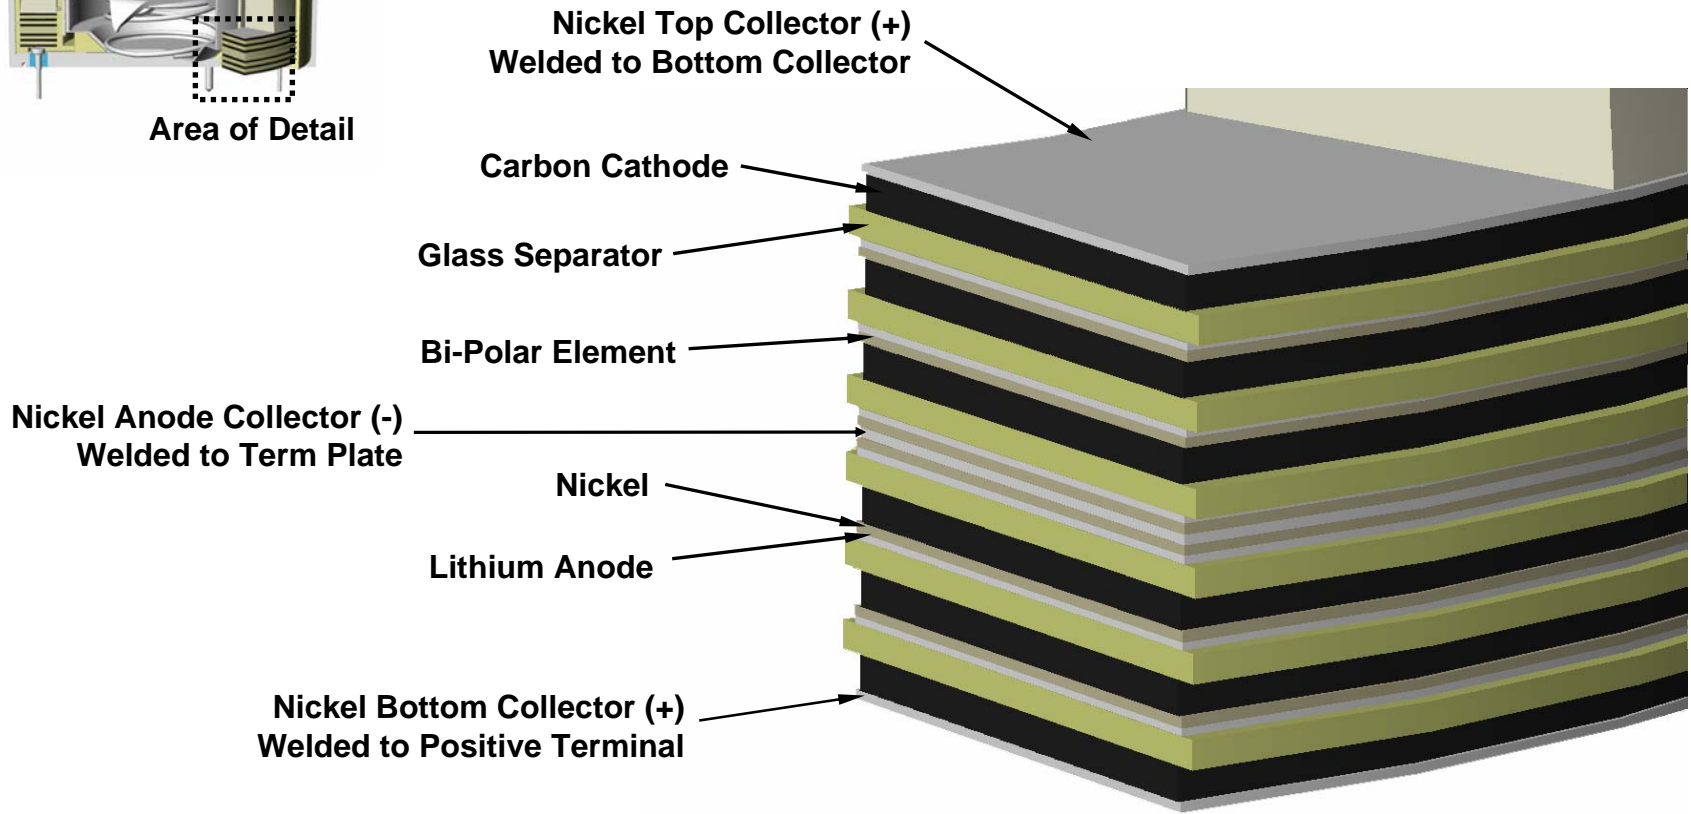 Nickel Top Collector (+)
Welded to Bottom Collector
Area of Detail
Carbon Cathode
Glass Separator
Bi-Polar Element
Nickel Anode Collector (-)
Welded to Term Plate
Nickel
Lithium Anode
Nickel Bottom Collector (+)
Welded to Positive Terminal